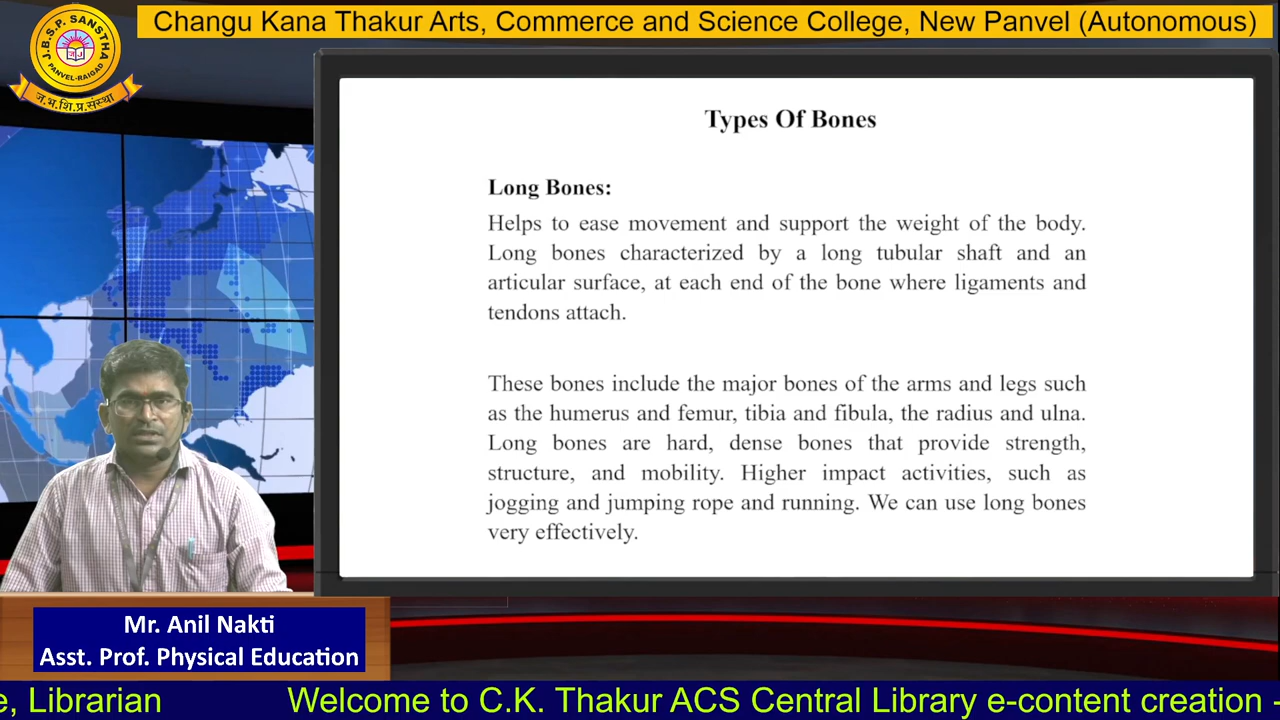 Changu Kana Thakur Arts, Commerce and Science College, New Panvel (Autonomous)
J.B.S.P. SANSTHA
PANVEL-RAIGAD
ज.भ.शि.प्र.संस्था
Types Of Bones
Long Bones:
Helps to ease movement and support the weight of the body.
Long bones characterized by a long tubular shaft and an
articular surface, at each end of the bone where ligaments and
tendons attach.
These bones include the major bones of the arms and legs such
as the humerus and femur, tibia and fibula, the radius and ulna.
Long bones are hard, dense bones that provide strength,
structure, and mobility. Higher impact activities, such as
jogging and jumping rope and running. We can use long bones
very effectively.
Mr. Anil Nakti
Asst. Prof. Physical Education
e, Librarian Welcome to C.K. Thakur ACS Central Library e-content creation -